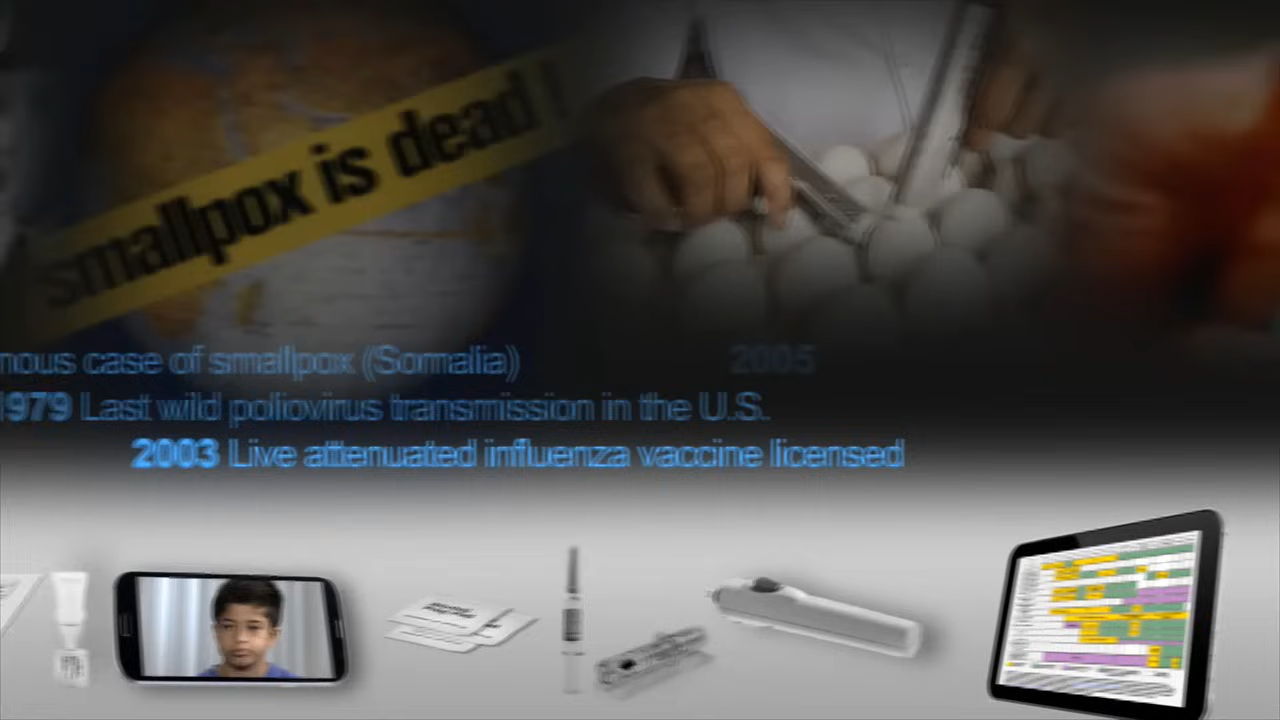 smallpox is dead
nous case of smallpox (Somalia)
2005
1979 Last wild poliovirus transmission in the U.S.
2003 Live attenuated influenza vaccine licensed